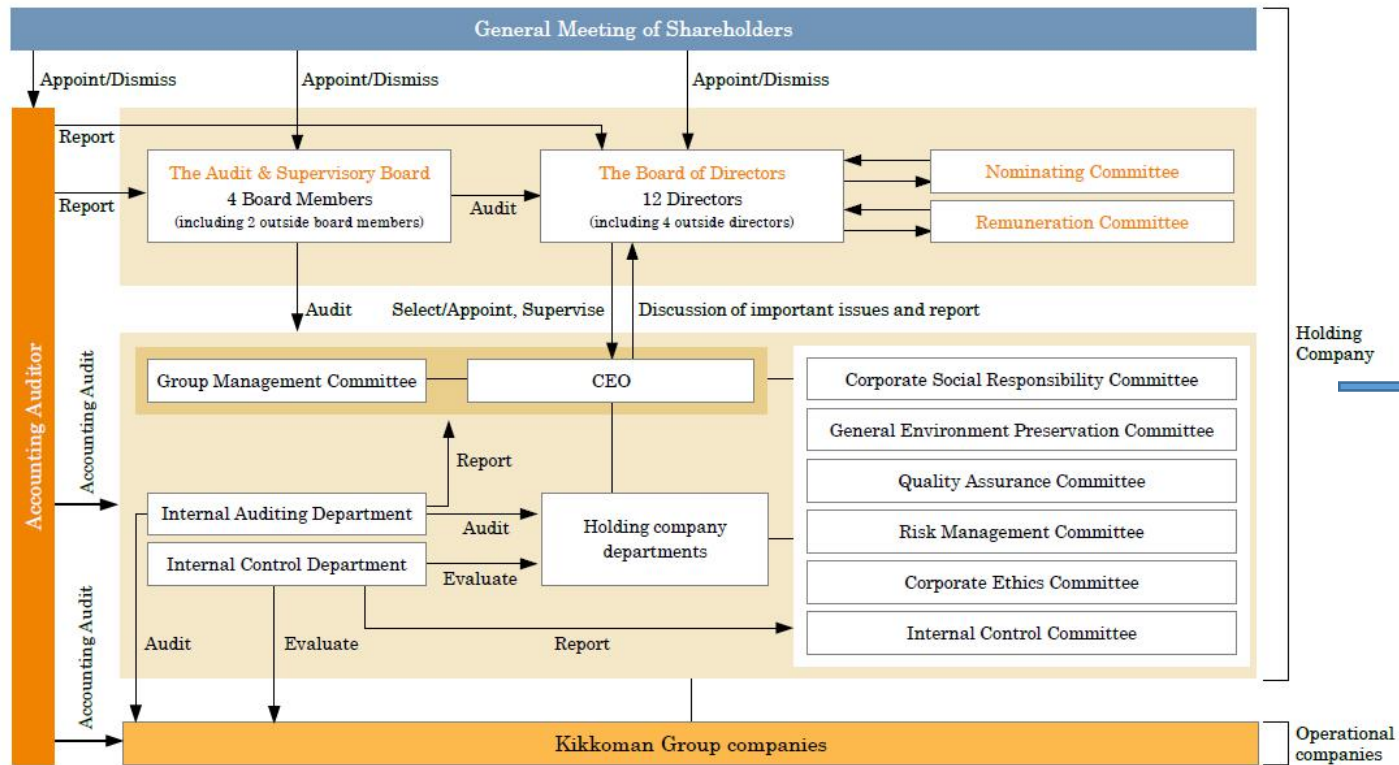 General Meeting of Shareholders
Appoint/Dismiss
Appoint/Dismiss
Appoint/Dismiss
Accounting Auditor
Report
Report
The Audit & Supervisory Board
4 Board Members
(including 2 outside board members)
Audit
The Board of Directors
12 Directors
(including 4 outside directors)
Nominating Committee
Remuneration Committee
Audit
Select/Appoint, Supervise
Discussion of important issues and report
Holding
Company
Accounting Audit
Group Management Committee
CEO
Corporate Social Responsibility Committee
General Environment Preservation Committee
Quality Assurance Committee
Risk Management Committee
Corporate Ethics Committee
Internal Control Committee
Report
Internal Auditing Department
Audit
Internal Control Department
Evaluate
Holding company
departments
Accounting Audit
Audit
Evaluate
Report
Kikkoman Group companies
Operational
companies